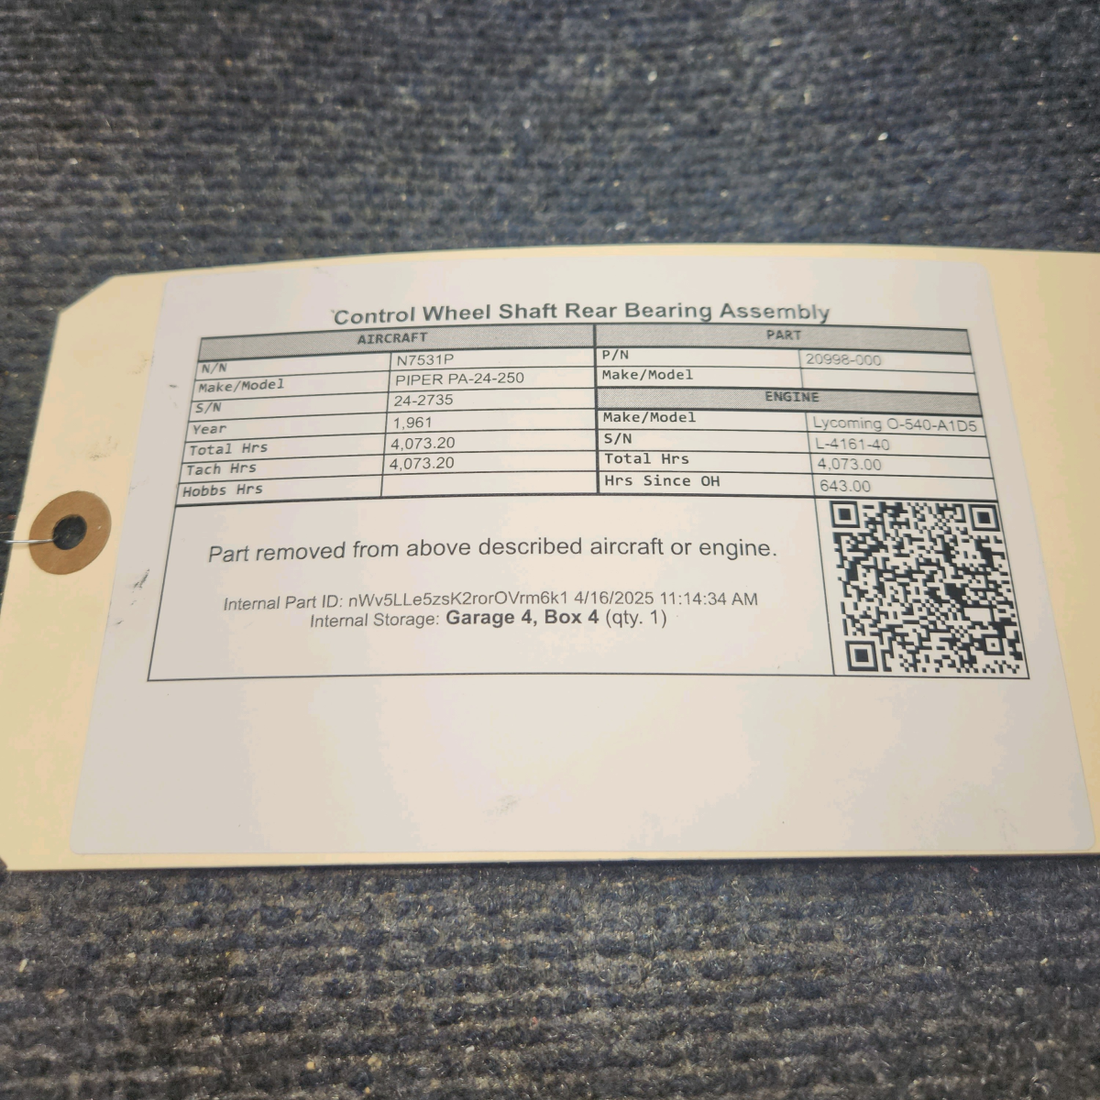 Control Wheel Shaft Rear Bearing Assembly
AIRCRAFT
N/N N7531P
Make/Model PIPER PA-24-250
S/N 24-2735
Year 1,961
Total Hrs 4,073.20
Tach Hrs 4,073.20
Hobbs Hrs
PART
P/N 20998-000
Make/Model
ENGINE
Make/Model Lycoming O-540-A1D5
S/N L-4161-40
Total Hrs 4,073.00
Hrs Since OH 643.00
Part removed from above described aircraft or engine.
Internal Part ID: nWv5LLe5zsK2rorOVrm6k1 4/16/2025 11:14:34 AM
Internal Storage: Garage 4, Box 4 (qty. 1)